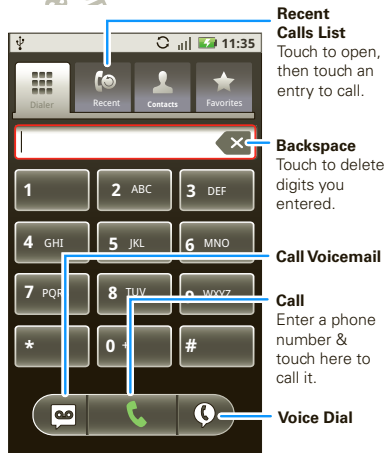 Recent
Calls List
Touch to open,
then touch an
entry to call.
11:35
Dialer
Recent
Contacts
Favorites
Backspace
Touch to delete
digits you
entered.
1
2 ABC
3 DEF
4 GHI
5 JKL
6 MNO
Call Voicemail
7 PQR
8 TUV
9 WXYZ
Call
Enter a phone
number &
touch here to
call it.
*
0 +
#
Voice Dial